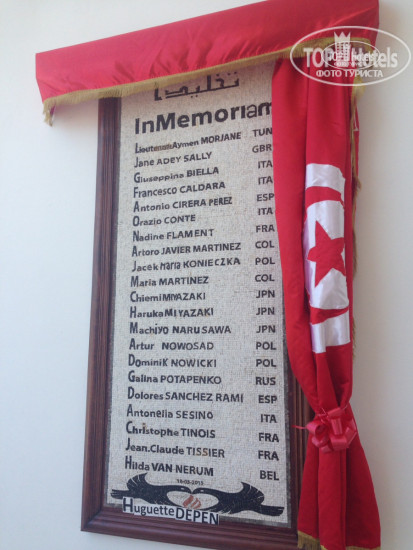 TOPHotels
ФОТО ТУРИСТА
تخليدا
InMemoriam
Lieutenant Aymen MORJANE TUN
Jane ADEY SALLY GBR
Giuseppina BIELLA ITA
Francesco CALDARA ITA
Antonio CIRERA PEREZ ESP
Orazio CONTE ITA
Nadine FLAMENT FRA
Arturo JAVIER MARTINEZ COL
Jacek maria KONIECZKA POL
Maria MARTINEZ COL
Chiemi MIYAZAKI JPN
Haruka MIYAZAKI JPN
Machiyo NARUSAWA JPN
Artur NOWOSAD POL
Dominik NOWICKI POL
Galina POTAPENKO RUS
Dolores SANCHEZ RAMI ESP
Antonella SESINO ITA
Christophe TINOIS FRA
Jean.Claude TISSIER FRA
Hilda VAN NERUM BEL
18-03-2015
Huguette DEPEN